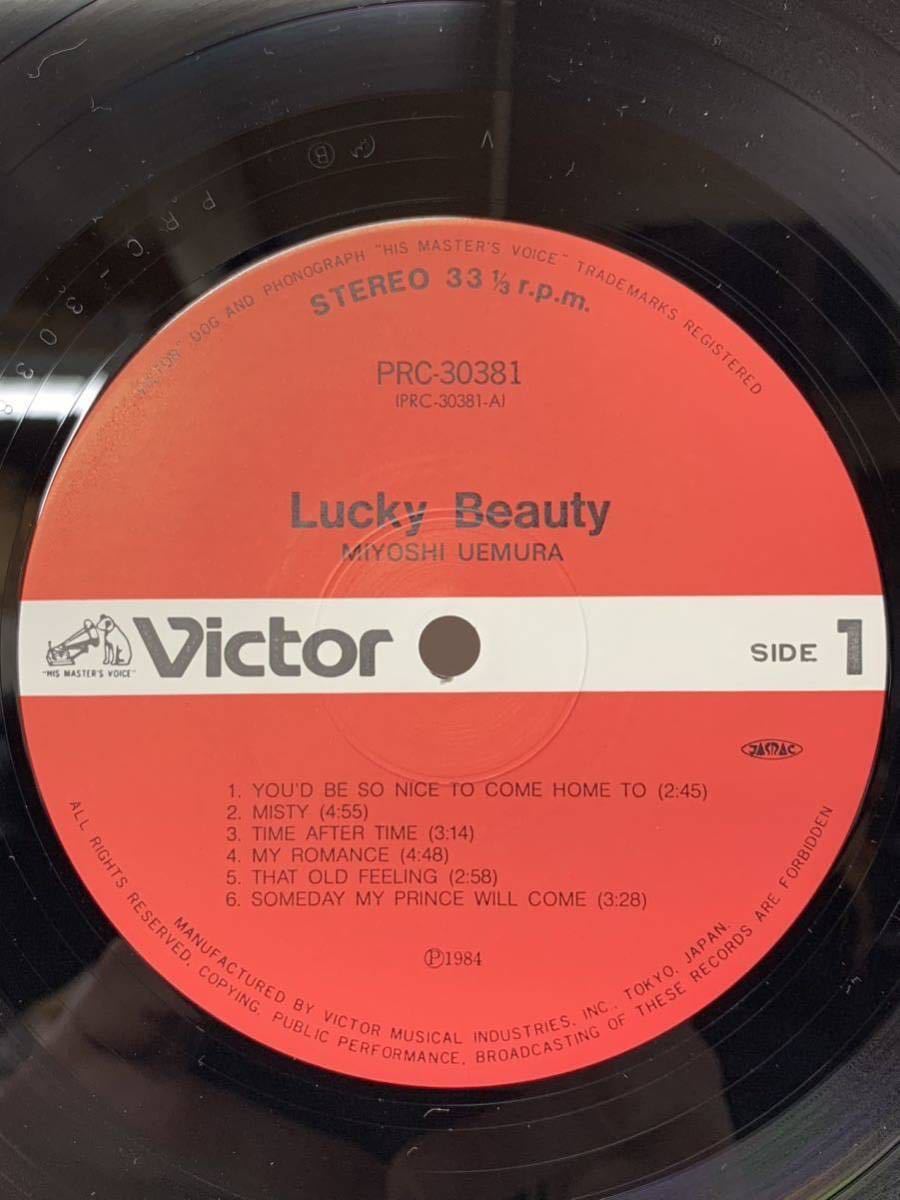 V
PRC-3038
"VICTOR" DOG AND PHONOGRAPH "HIS MASTER'S VOICE" TRADEMARKS REGISTERED
STEREO 33 1/3 r.p.m.
PRC-30381
(PRC-30381-A)
Lucky Beauty
MIYOSHI UEMURA
Victor
"HIS MASTER'S VOICE"
SIDE 1
JASRAC
1. YOU'D BE SO NICE TO COME HOME TO (2:45)
2. MISTY (4:55)
3. TIME AFTER TIME (3:14)
4. MY ROMANCE (4:48)
5. THAT OLD FEELING (2:58)
6. SOMEDAY MY PRINCE WILL COME (3:28)
Ⓟ1984
MANUFACTURED BY VICTOR MUSICAL INDUSTRIES, INC., TOKYO, JAPAN.
ALL RIGHTS RESERVED, COPYING, PUBLIC PERFORMANCE, BROADCASTING OF THESE RECORDS ARE FORBIDDEN